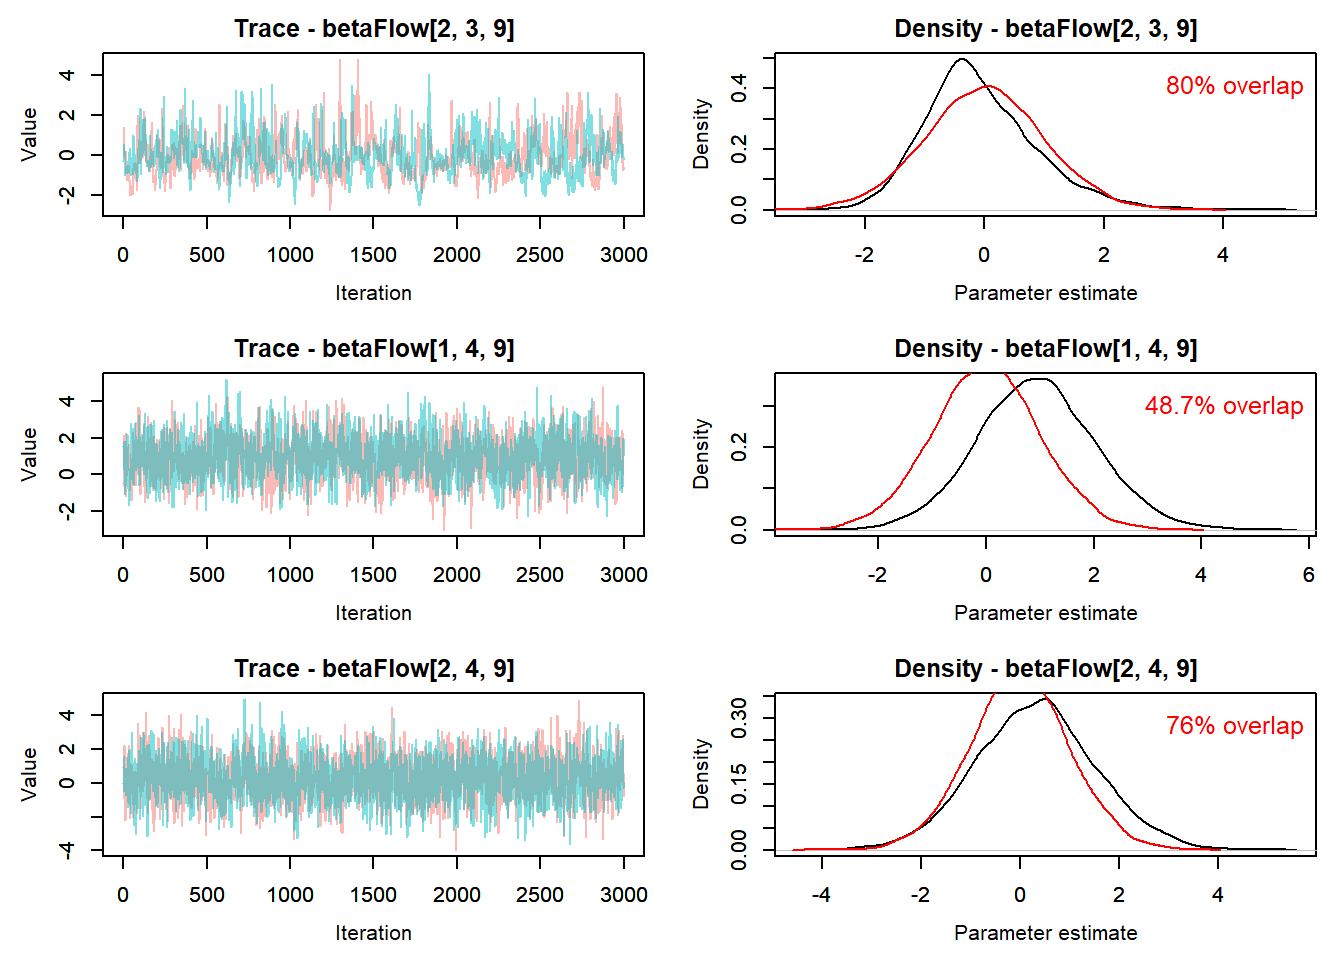 Trace - betaFlow[2, 3, 9]
Value
4
2
0
-2
0 500 1000 1500 2000 2500 3000
Iteration
Density - betaFlow[2, 3, 9]
80% overlap
Density
0.4
0.2
0.0
-2 0 2 4
Parameter estimate
Trace - betaFlow[1, 4, 9]
Value
4
2
0
-2
0 500 1000 1500 2000 2500 3000
Iteration
Density - betaFlow[1, 4, 9]
48.7% overlap
Density
0.2
0.0
-2 0 2 4 6
Parameter estimate
Trace - betaFlow[2, 4, 9]
Value
4
2
0
-4
0 500 1000 1500 2000 2500 3000
Iteration
Density - betaFlow[2, 4, 9]
76% overlap
Density
0.30
0.15
0.00
-4 -2 0 2 4
Parameter estimate